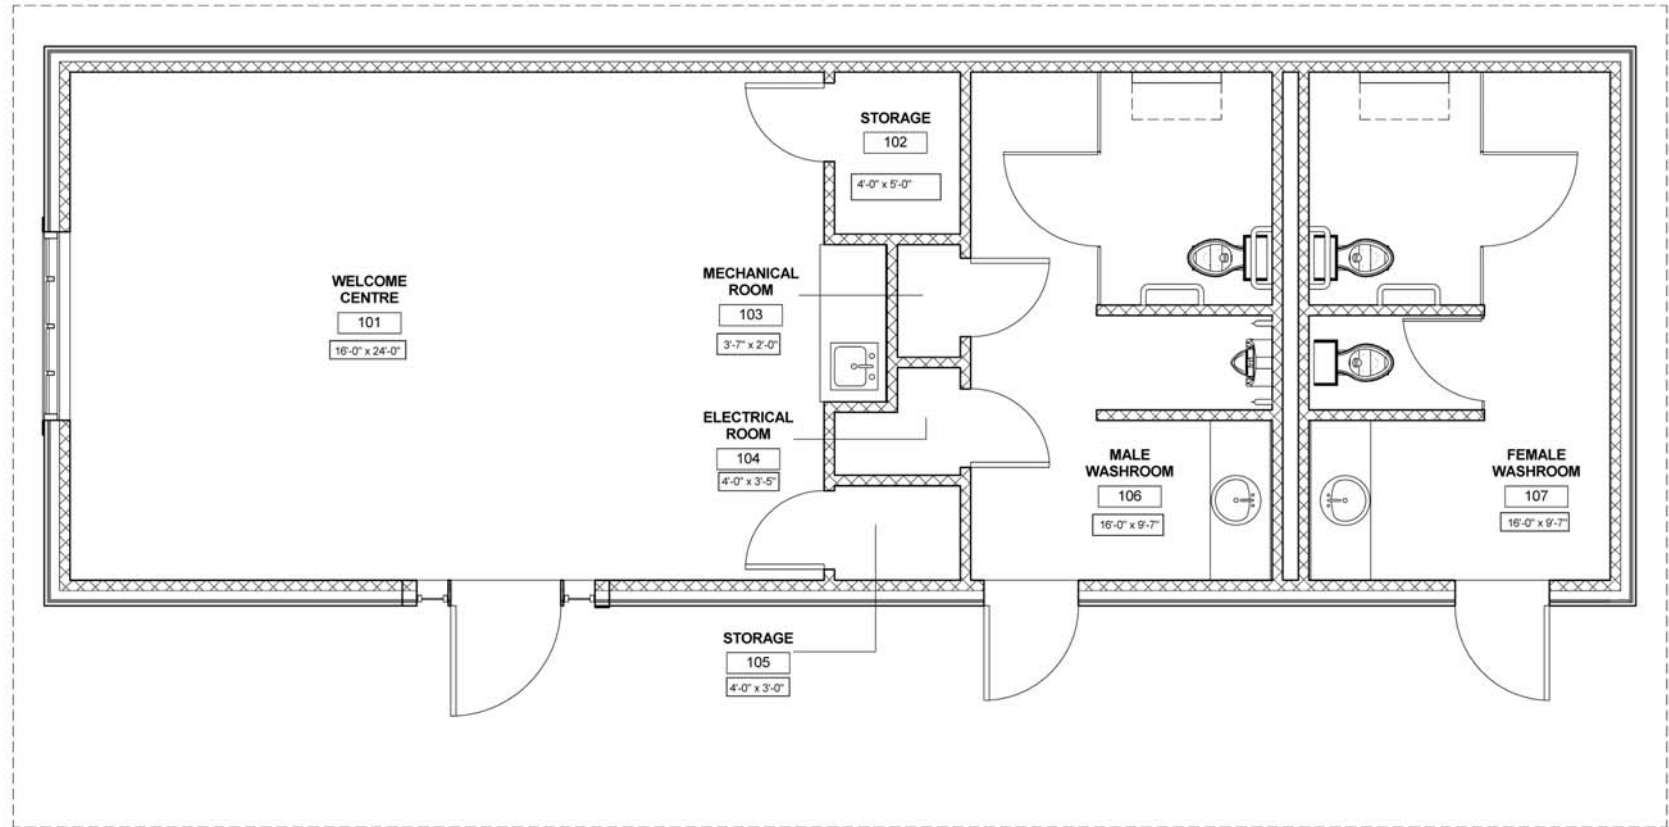 STORAGE
102
4'-0" x 5'-0"
WELCOME
CENTRE
101
16'-0" x 24'-0"
MECHANICAL
ROOM
103
3'-7" x 2'-0"
ELECTRICAL
ROOM
104
4'-0" x 3'-5"
MALE
WASHROOM
106
16'-0" x 9'-7"
FEMALE
WASHROOM
107
16'-0" x 9'-7"
STORAGE
105
4'-0" x 3'-0"